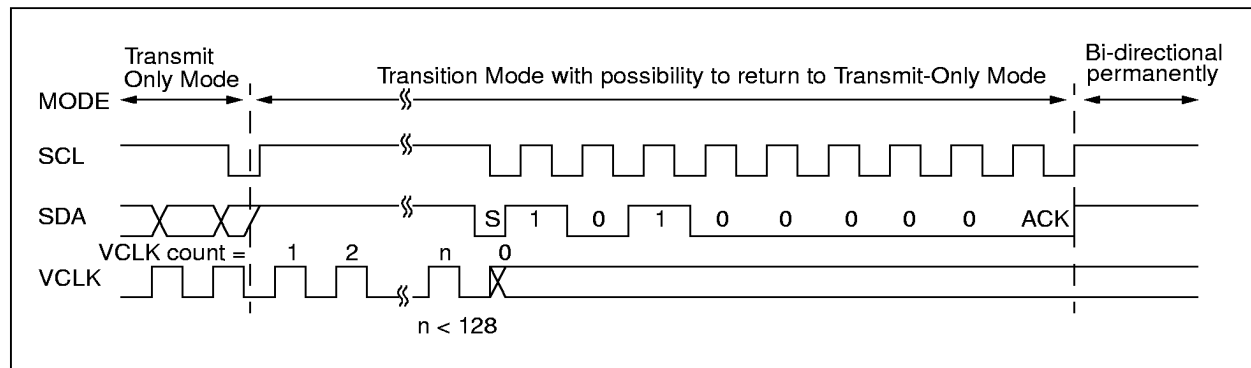 Transmit
Only Mode
Transition Mode with possibility to return to Transmit-Only Mode
Bi-directional
permanently
MODE
SCL
SDA S 1 0 1 0 0 0 0 0 ACK
VCLK count = 1 2 n 0
VCLK
n < 128